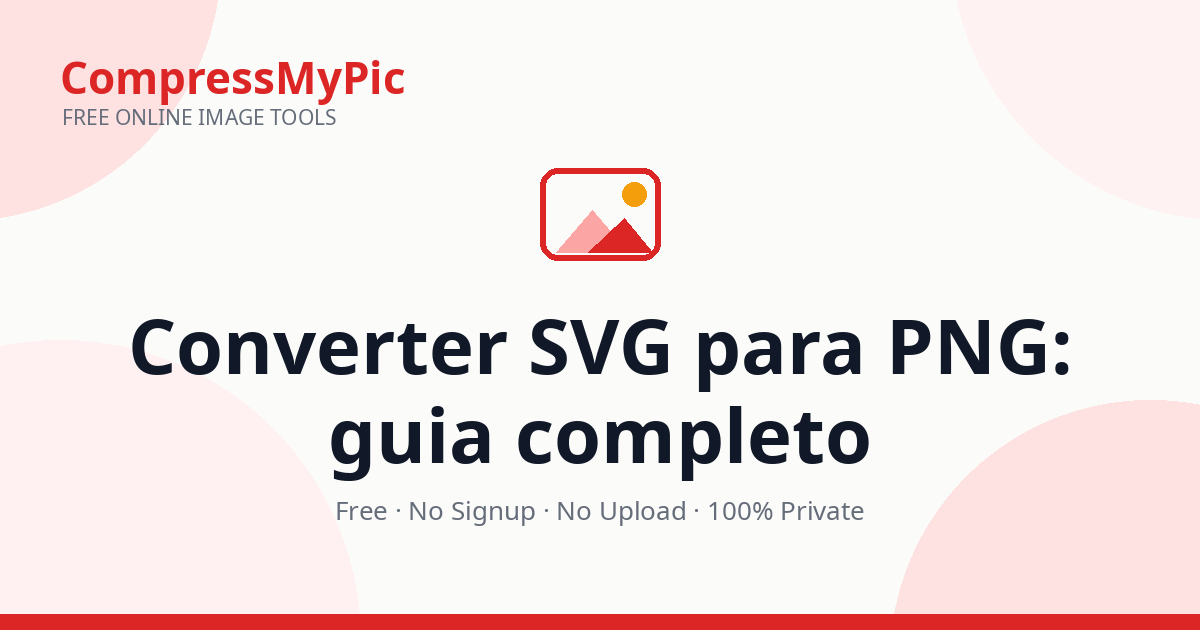 CompressMyPic
FREE ONLINE IMAGE TOOLS
Converter SVG para PNG:
guia completo
Free · No Signup · No Upload · 100% Private